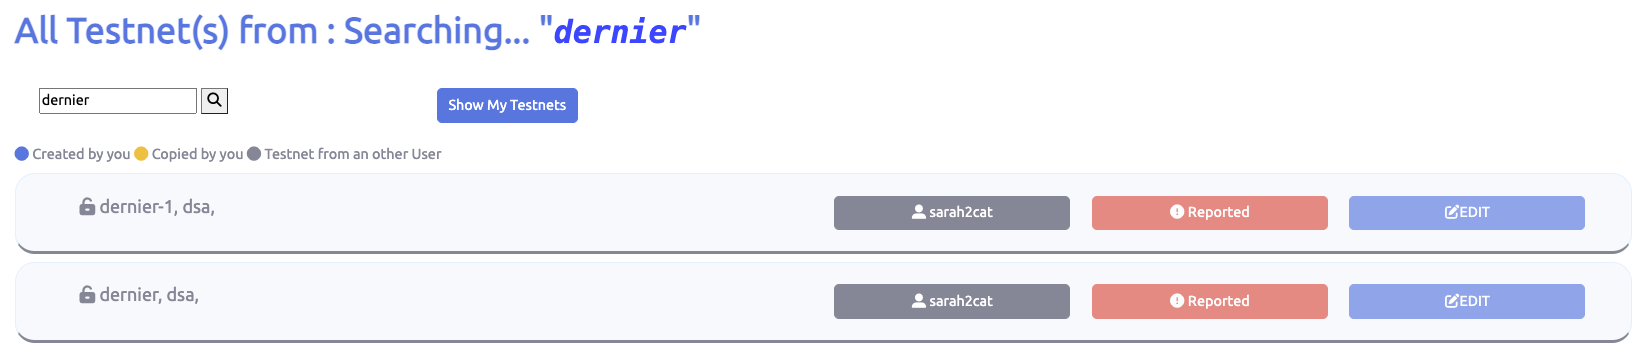 All Testnet(s) from : Searching... "dernier"
dernier
Show My Testnets
Created by you Copied by you Testnet from an other User
dernier-1, dsa, sarah2cat Reported EDIT
dernier, dsa, sarah2cat Reported EDIT